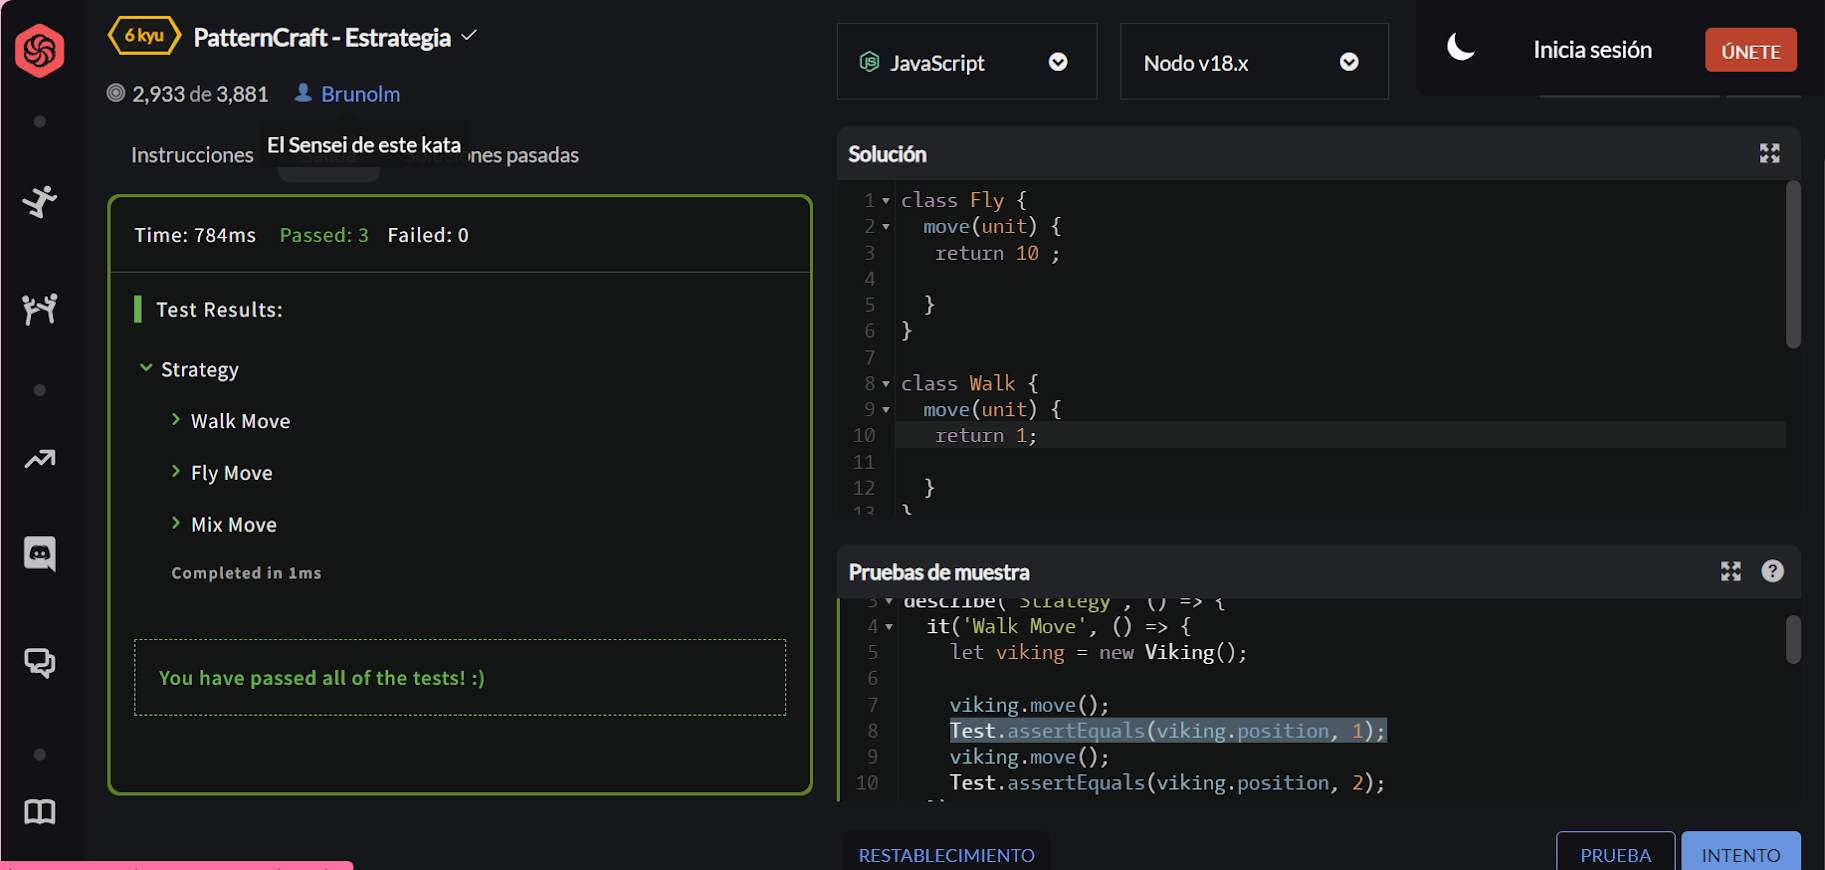 6 kyu PatternCraft - Estrategia
2,933 de 3,881 Brunolm
El Sensei de este kata
Instrucciones nes pasadas
Time: 784ms Passed: 3 Failed: 0
Test Results:
Strategy
Walk Move
Fly Move
Mix Move
Completed in 1ms
You have passed all of the tests! :)
JavaScript
Nodo v18.x
Inicia sesión
ÚNETE
Solución
1 class Fly {
2 move(unit) {
3 return 10 ;
4
5 }
6 }
7
8 class Walk {
9 move(unit) {
10 return 1;
11
12 }
13 }
Pruebas de muestra
3 describe('Strategy', () => {
4 it('Walk Move', () => {
5 let viking = new Viking();
6
7 viking.move();
8 Test.assertEquals(viking.position, 1);
9 viking.move();
10 Test.assertEquals(viking.position, 2);
RESTABLECIMIENTO
PRUEBA
INTENTO